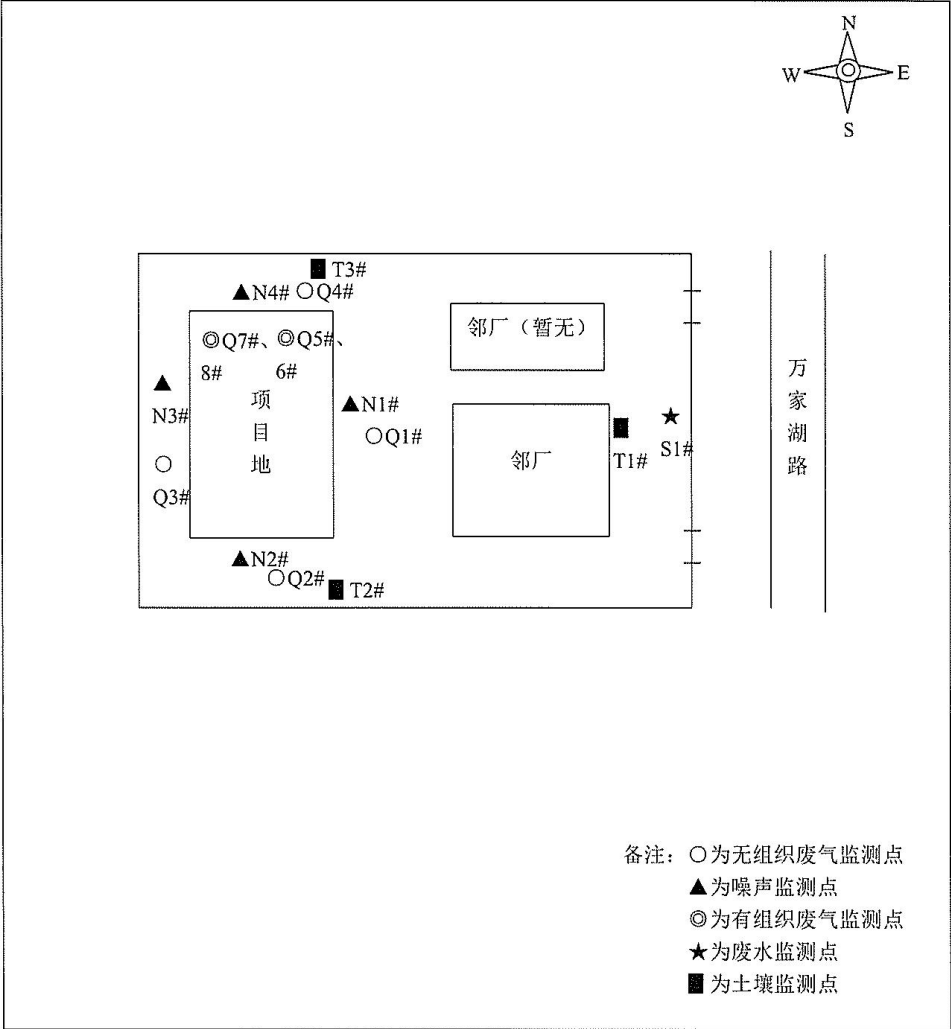 N
W
E
S
T3#
N4#
Q4#
Q7#、
8#
Q5#、
6#
邻厂（暂无）
N3#
项
目
地
N1#
Q1#
Q3#
邻厂
T1#
S1#
万
家
湖
路
N2#
Q2#
T2#
备注：○为无组织废气监测点
▲为噪声监测点
◎为有组织废气监测点
★为废水监测点
■为土壤监测点